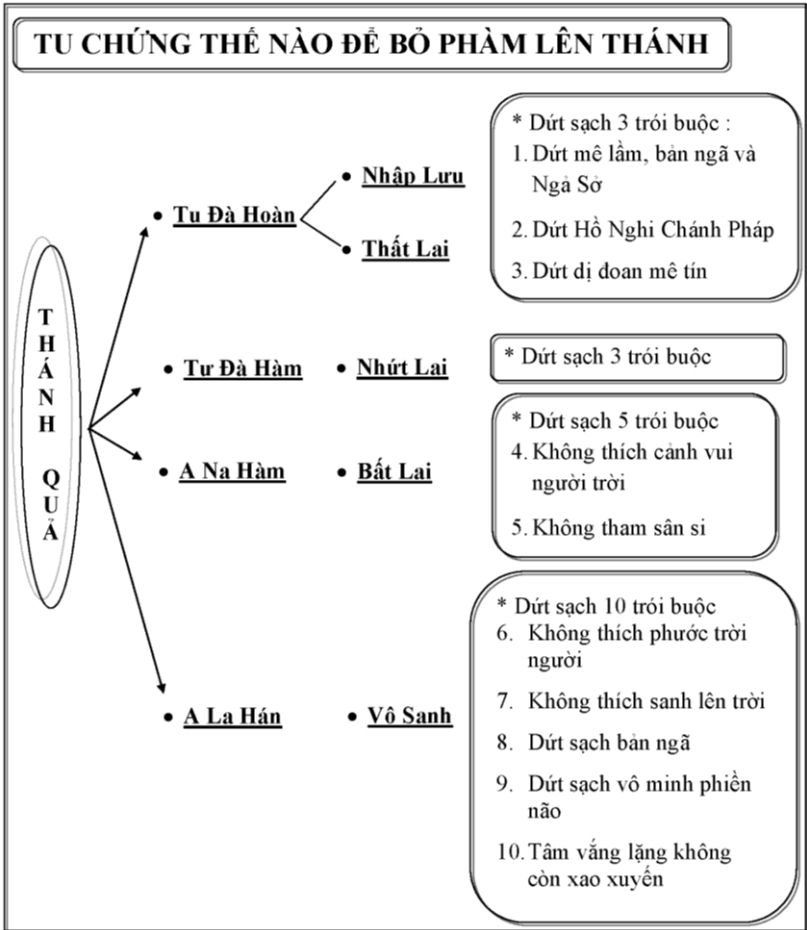 TU CHỨNG THẾ NÀO ĐỂ BỎ PHÀM LÊN THÁNH
THÁNH QUẢ
• Tu Đà Hoàn
• Nhập Lưu
• Thất Lai
* Dứt sạch 3 trói buộc :
1. Dứt mê lầm, bản ngã và
Ngả Sở
2. Dứt Hồ Nghi Chánh Pháp
3. Dứt dị đoan mê tín
• Tư Đà Hàm
• Nhứt Lai
* Dứt sạch 3 trói buộc
• A Na Hàm
• Bất Lai
* Dứt sạch 5 trói buộc
4. Không thích cảnh vui
người trời
5. Không tham sân si
• A La Hán
• Vô Sanh
* Dứt sạch 10 trói buộc
6. Không thích phước trời
người
7. Không thích sanh lên trời
8. Dứt sạch bản ngã
9. Dứt sạch vô minh phiền
não
10. Tâm vắng lặng không
còn xao xuyến